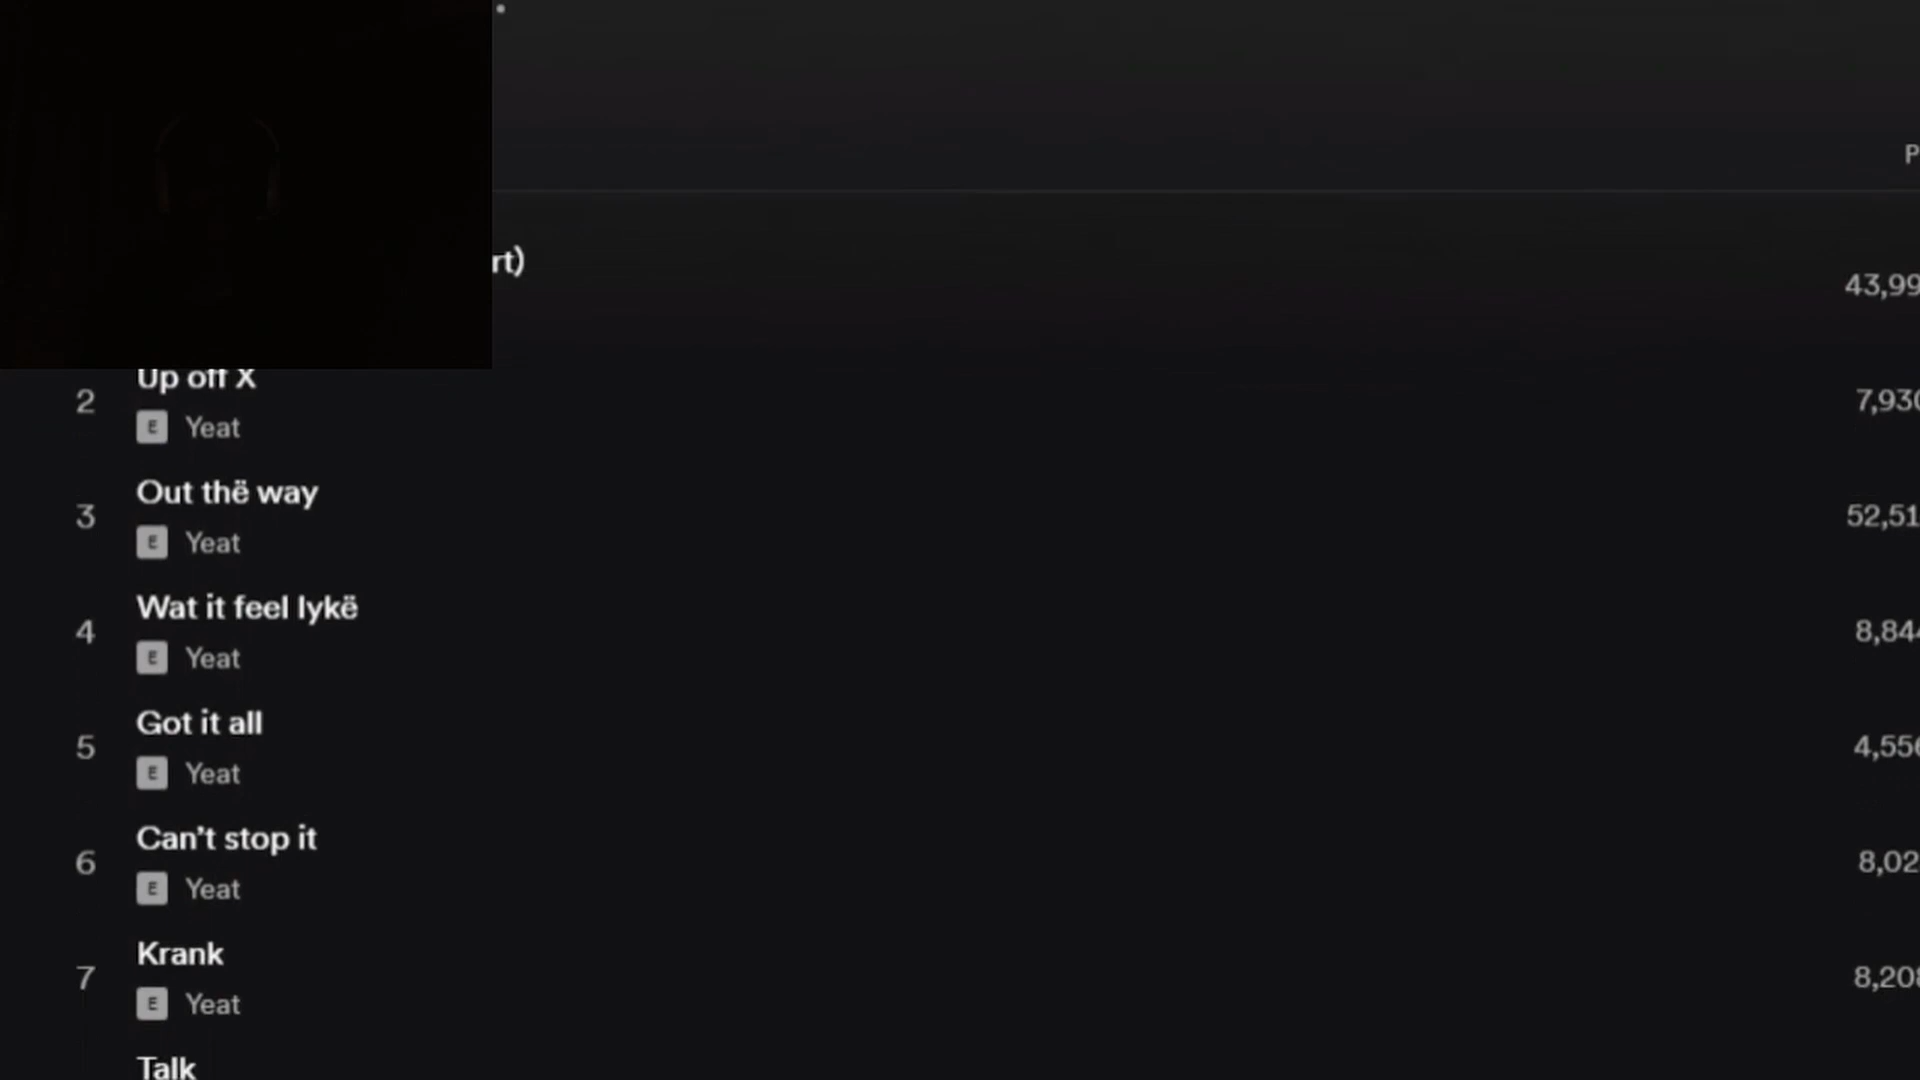 P
rt)
43,99
2
Up off X
E Yeat
7,930
3
Out thë way
E Yeat
52,51
4
Wat it feel lykë
E Yeat
8,844
5
Got it all
E Yeat
4,556
6
Can't stop it
E Yeat
8,02
7
Krank
E Yeat
8,208
Talk